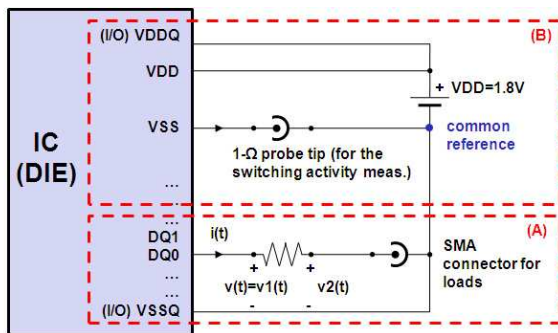 (I/O) VDDQ
(B)
VDD
+ VDD=1.8V
VSS
common
reference
IC
(DIE)
1-Ω probe tip (for the
switching activity meas.)
...
...
(A)
DQ1
i(t)
DQ0
SMA
connector for
loads
+
+
v(t)=v1(t)
v2(t)
...
...
-
-
(I/O) VSSQ